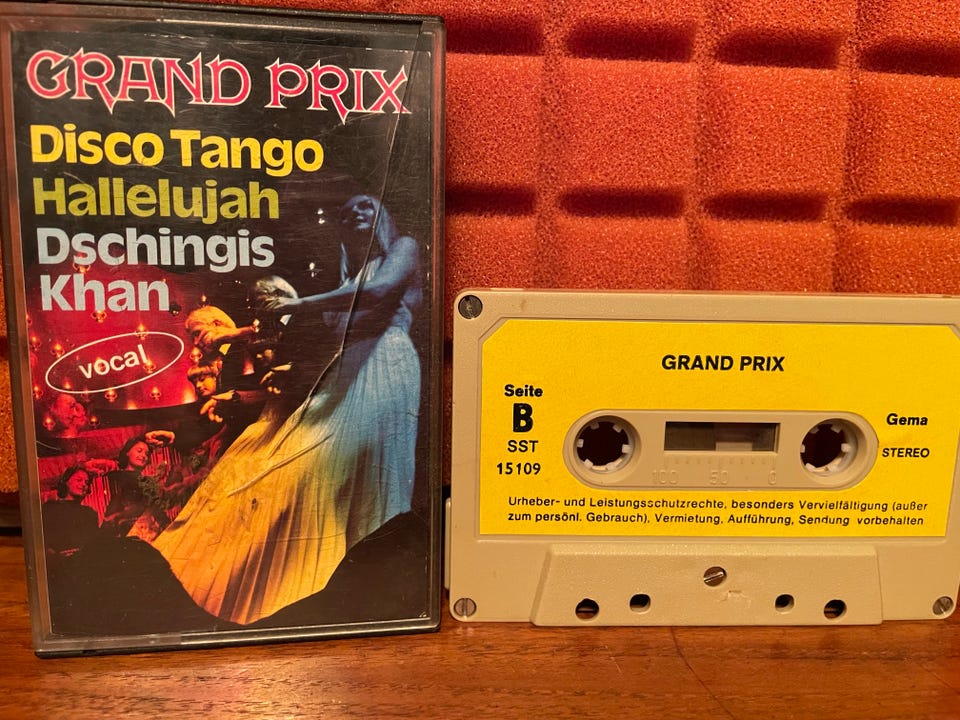 GRAND PRIX
Disco Tango
Hallelujah
Dschingis
Khan
vocal
GRAND PRIX
Seite
B
SST
15109
Gema
STEREO
100 50 0
Urheber- und Leistungsschutzrechte, besonders Vervielfältigung (außer
zum persönl. Gebrauch), Vermietung, Aufführung, Sendung vorbehalten